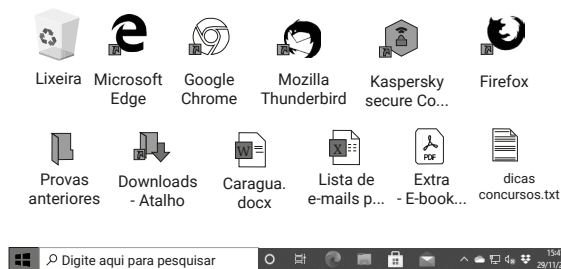 Lixeira
Microsoft Edge
Google Chrome
Mozilla Thunderbird
Kaspersky secure Co...
Firefox
W
X
PDF
Provas anteriores
Downloads - Atalho
Caragua. docx
Lista de e-mails p...
Extra - E-book...
dicas concursos.txt
Digite aqui para pesquisar